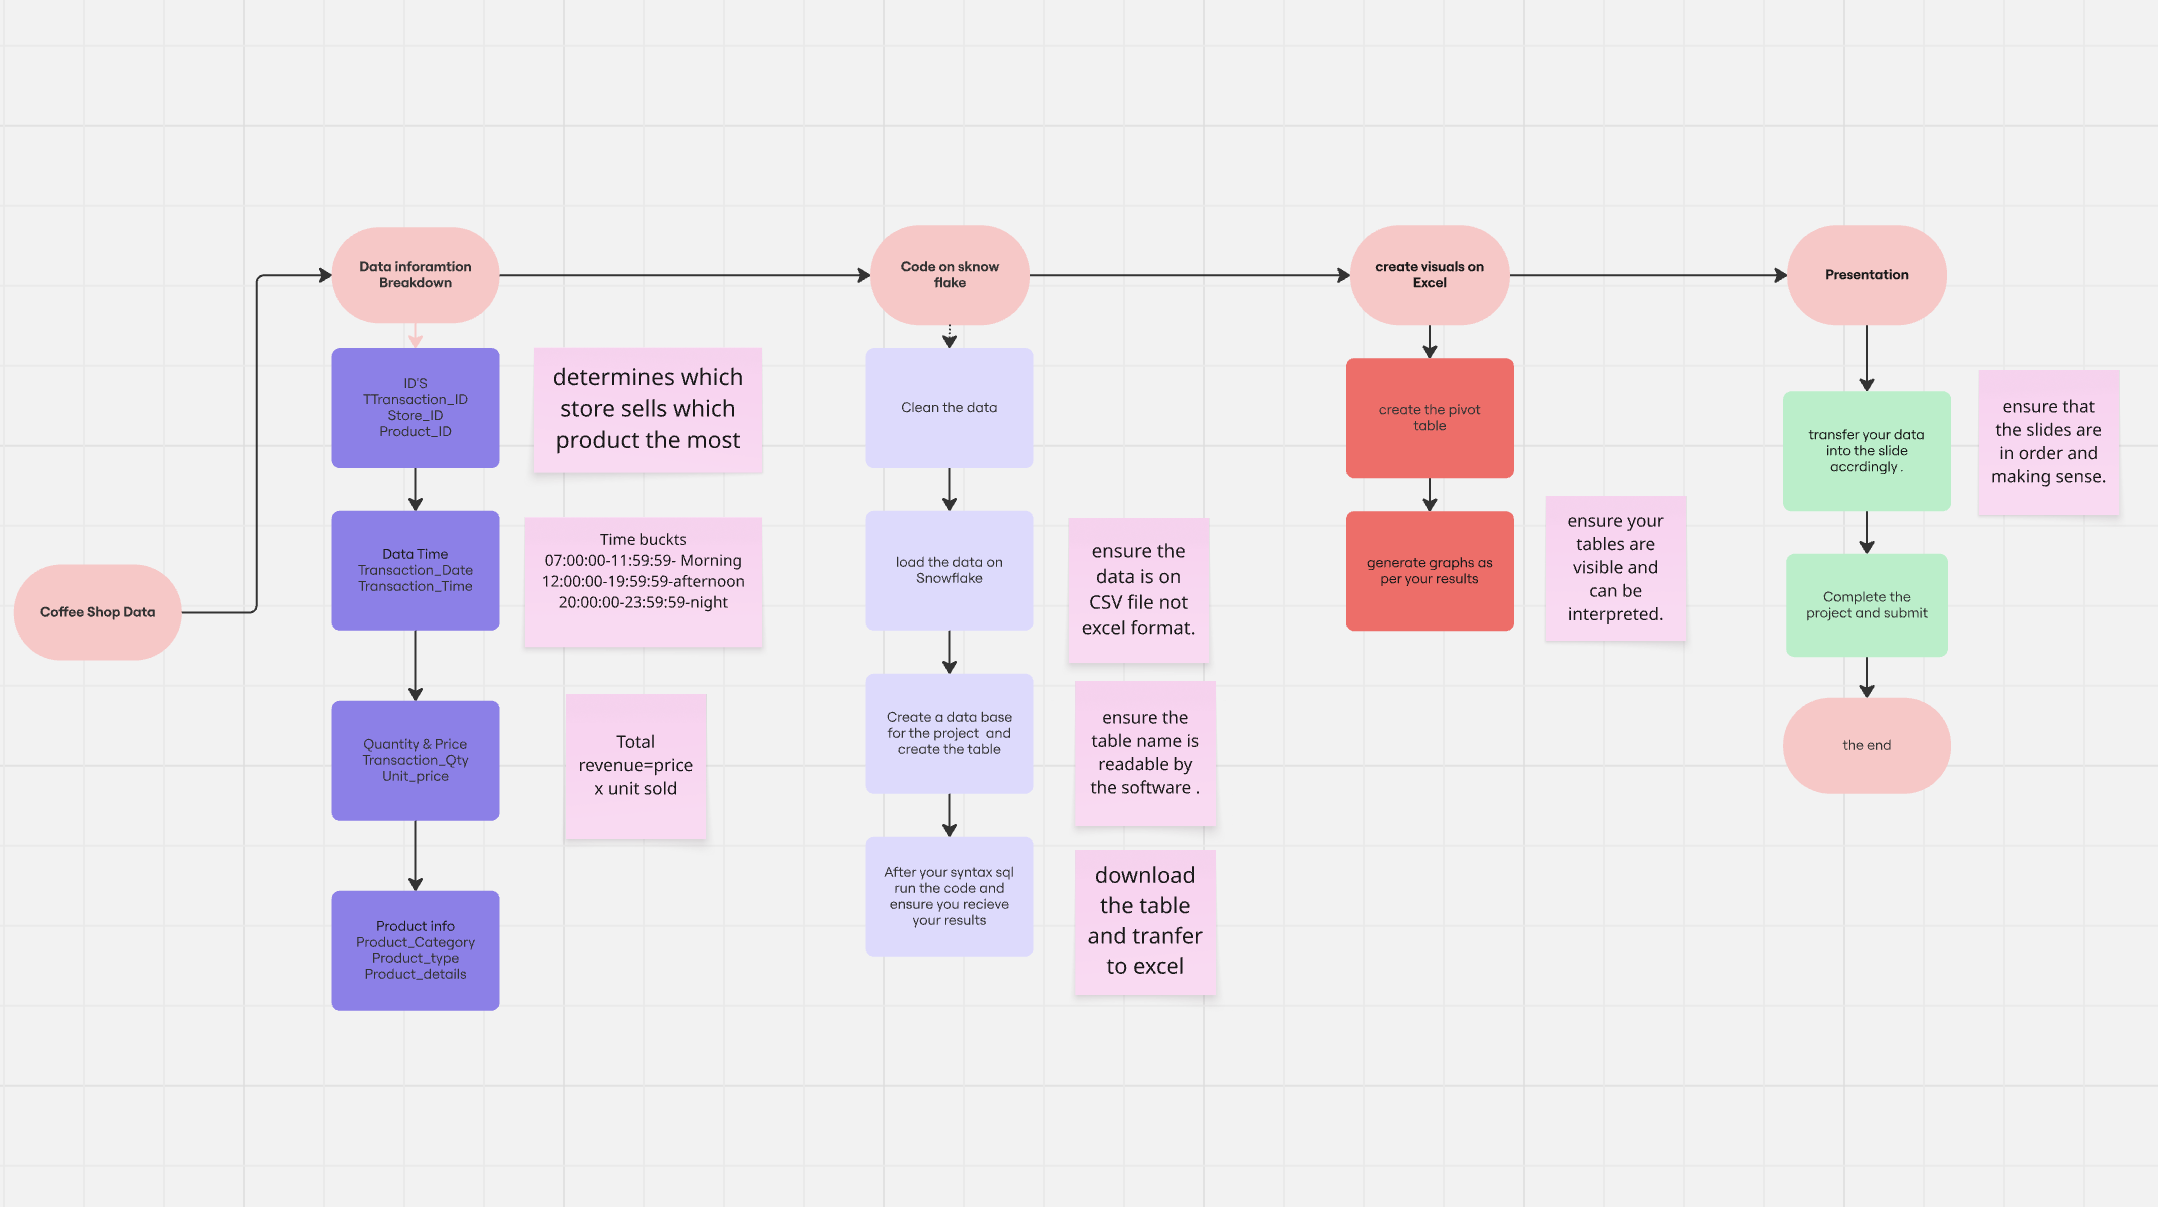 Coffee Shop Data
Data inforamtion
Breakdown
ID'S
TTransaction_ID
Store_ID
Product_ID
determines which
store sells which
product the most
Data Time
Transaction_Date
Transaction_Time
Time buckts
07:00:00-11:59:59- Morning
12:00:00-19:59:59-afternoon
20:00:00-23:59:59-night
Quantity & Price
Transaction_Qty
Unit_price
Total
revenue=price
x unit sold
Product info
Product_Category
Product_type
Product_details
Code on sknow
flake
Clean the data
load the data on
Snowflake
ensure the
data is on
CSV file not
excel format.
Create a data base
for the project  and
create the table
ensure the
table name is
readable by
the software .
After your syntax sql
run the code and
ensure you recieve
your results
download
the table
and tranfer
to excel
create visuals on
Excel
create the pivot
table
generate graphs as
per your results
ensure your
tables are
visible and
can be
interpreted.
Presentation
transfer your data
into the slide
accrdingly .
ensure that
the slides are
in order and
making sense.
Complete the
project and submit
the end